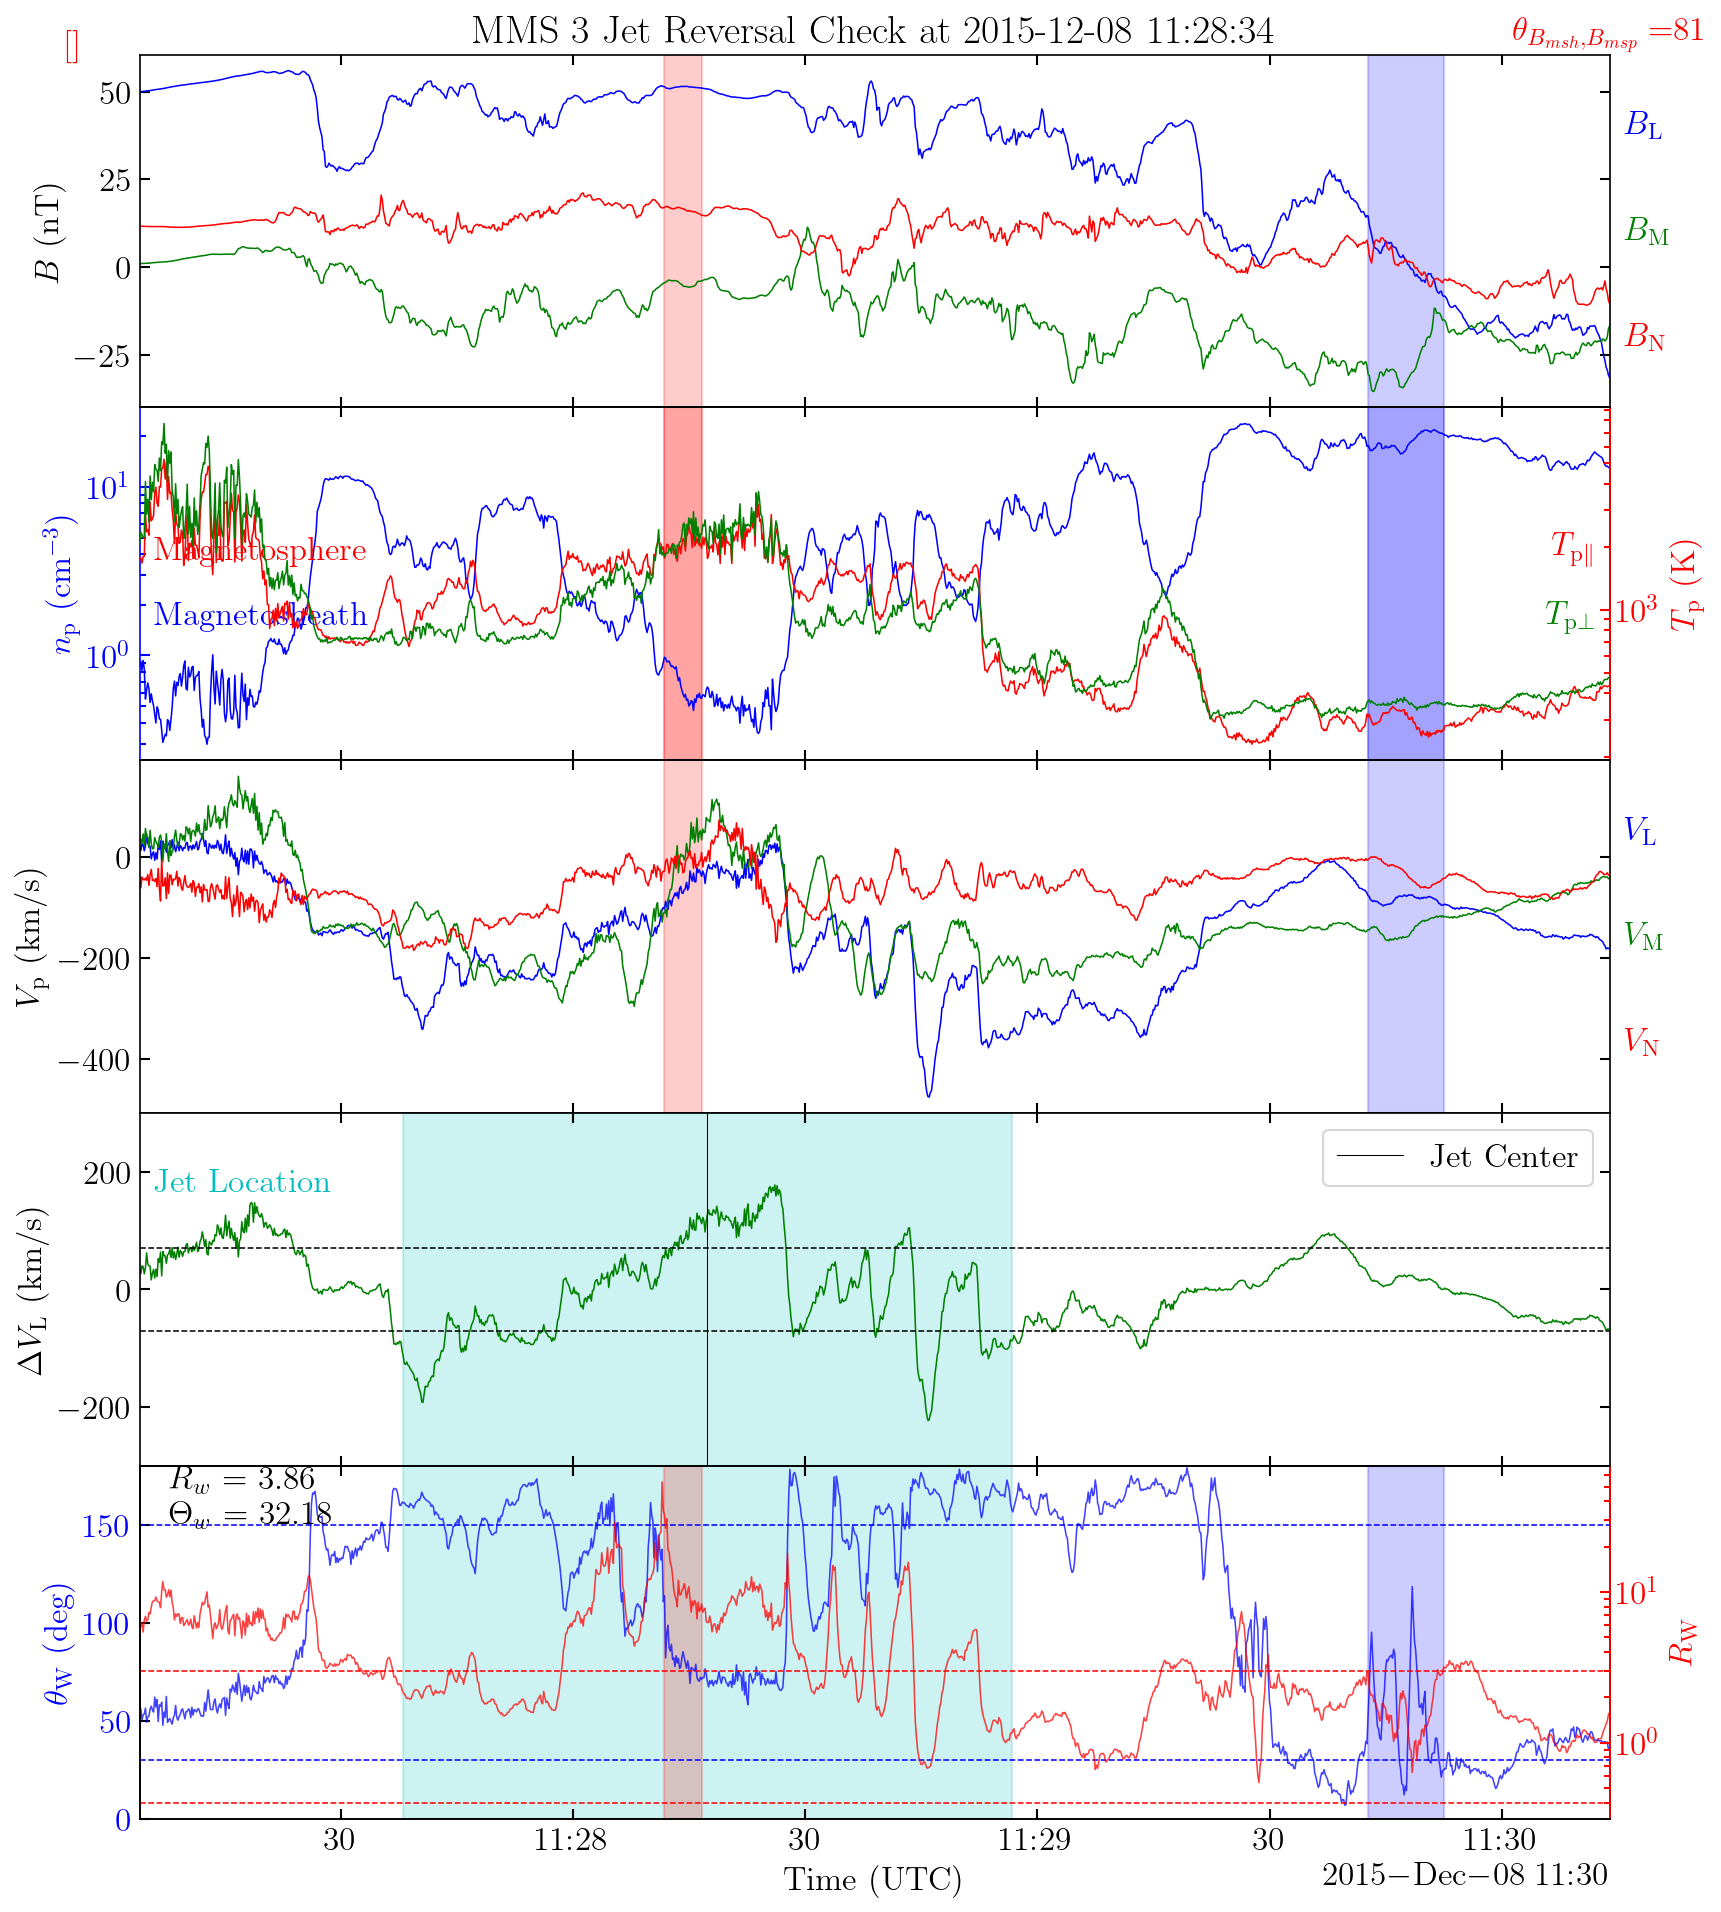 MMS 3 Jet Reversal Check at 2015-12-08 11:28:34
[]
θ_{B_{msh},B_{msp}} =81
B (nT)
50
25
0
−25
B_L
B_M
B_N
n_p (cm^{−3})
10^1
10^0
Magnetosphere
Magnetosheath
T_{p∥}
T_{p⊥}
10^3
T_p (K)
V_p (km/s)
0
−200
−400
V_L
V_M
V_N
ΔV_L (km/s)
200
0
−200
Jet Location
Jet Center
R_w = 3.86
Θ_w = 32.18
θ_W (deg)
150
100
50
0
10^1
10^0
R_W
30 11:28 30 11:29 30 11:30
Time (UTC)
2015−Dec−08 11:30